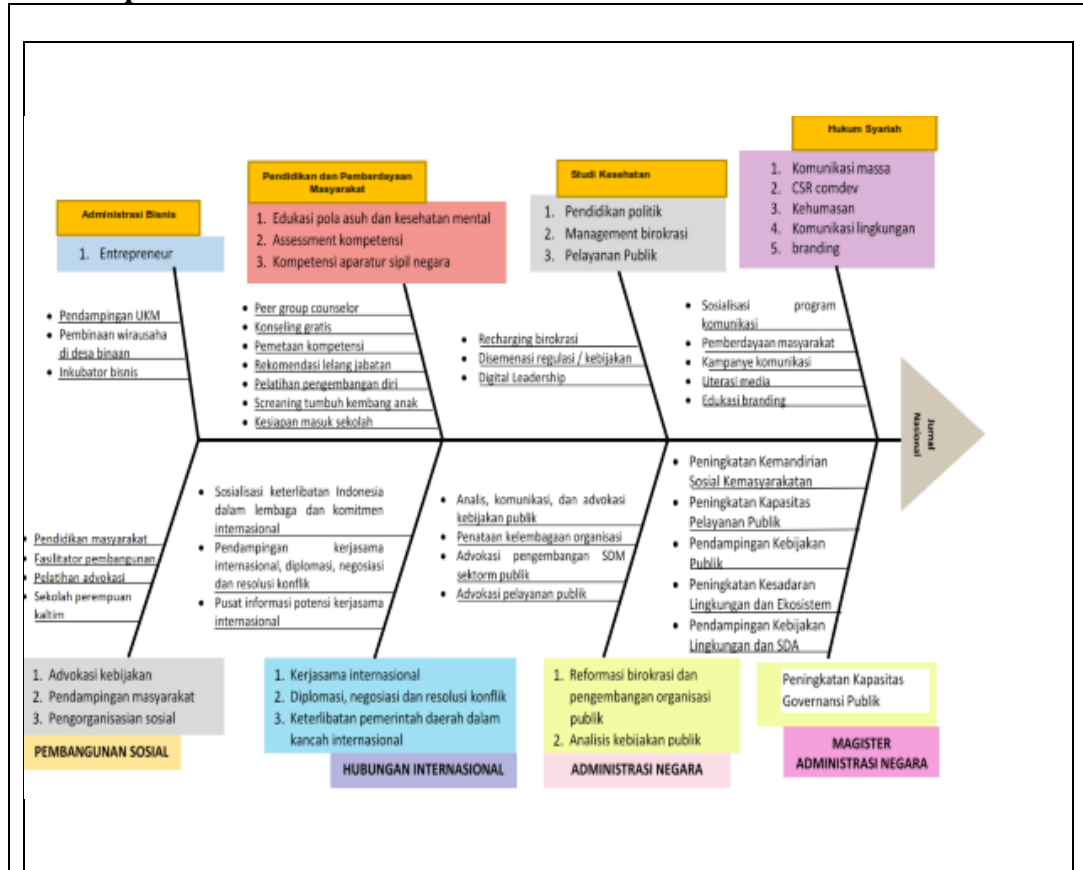 Administrasi Bisnis
1. Entrepreneur
• Pendampingan UKM
• Pembinaan wirausaha
di desa binaan
• Inkubator bisnis
Pendidikan dan Pemberdayaan
Masyarakat
1. Edukasi pola asuh dan kesehatan mental
2. Assessment kompetensi
3. Kompetensi aparatur sipil negara
• Peer group counselor
• Konseling gratis
• Pemetaan kompetensi
• Rekomendasi lelang jabatan
• Pelatihan pengembangan diri
• Screaning tumbuh kembang anak
• Kesiapan masuk sekolah
Studi Kesehatan
1. Pendidikan politik
2. Management birokrasi
3. Pelayanan Publik
• Recharging birokrasi
• Disemenasi regulasi / kebijakan
• Digital Leadership
Hukum Syariah
1. Komunikasi massa
2. CSR comdev
3. Kehumasan
4. Komunikasi lingkungan
5. branding
• Sosialisasi program
komunikasi
• Pemberdayaan masyarakat
• Kampanye komunikasi
• Literasi media
• Edukasi branding
Jurnal
Nasional
• Pendidikan masyarakat
• Fasilitator pembangunan
• Pelatihan advokasi
• Sekolah perempuan
kaltim
1. Advokasi kebijakan
2. Pendampingan masyarakat
3. Pengorganisasian sosial
PEMBANGUNAN SOSIAL
• Sosialisasi keterlibatan Indonesia
dalam lembaga dan komitmen
internasional
• Pendampingan kerjasama
internasional, diplomasi, negosiasi
dan resolusi konflik
• Pusat informasi potensi kerjasama
internasional
1. Kerjasama internasional
2. Diplomasi, negosiasi dan resolusi konflik
3. Keterlibatan pemerintah daerah dalam
kancah internasional
HUBUNGAN INTERNASIONAL
• Analis, komunikasi, dan advokasi
kebijakan publik
• Penataan kelembagaan organisasi
• Advokasi pengembangan SDM
sektorm publik
• Advokasi pelayanan publik
1. Reformasi birokrasi dan
pengembangan organisasi
publik
2. Analisis kebijakan publik
ADMINISTRASI NEGARA
• Peningkatan Kemandirian
Sosial Kemasyarakatan
• Peningkatan Kapasitas
Pelayanan Publik
• Pendampingan Kebijakan
Publik
• Peningkatan Kesadaran
Lingkungan dan Ekosistem
• Pendampingan Kebijakan
Lingkungan dan SDA
Peningkatan Kapasitas
Governansi Publik
MAGISTER
ADMINISTRASI NEGARA